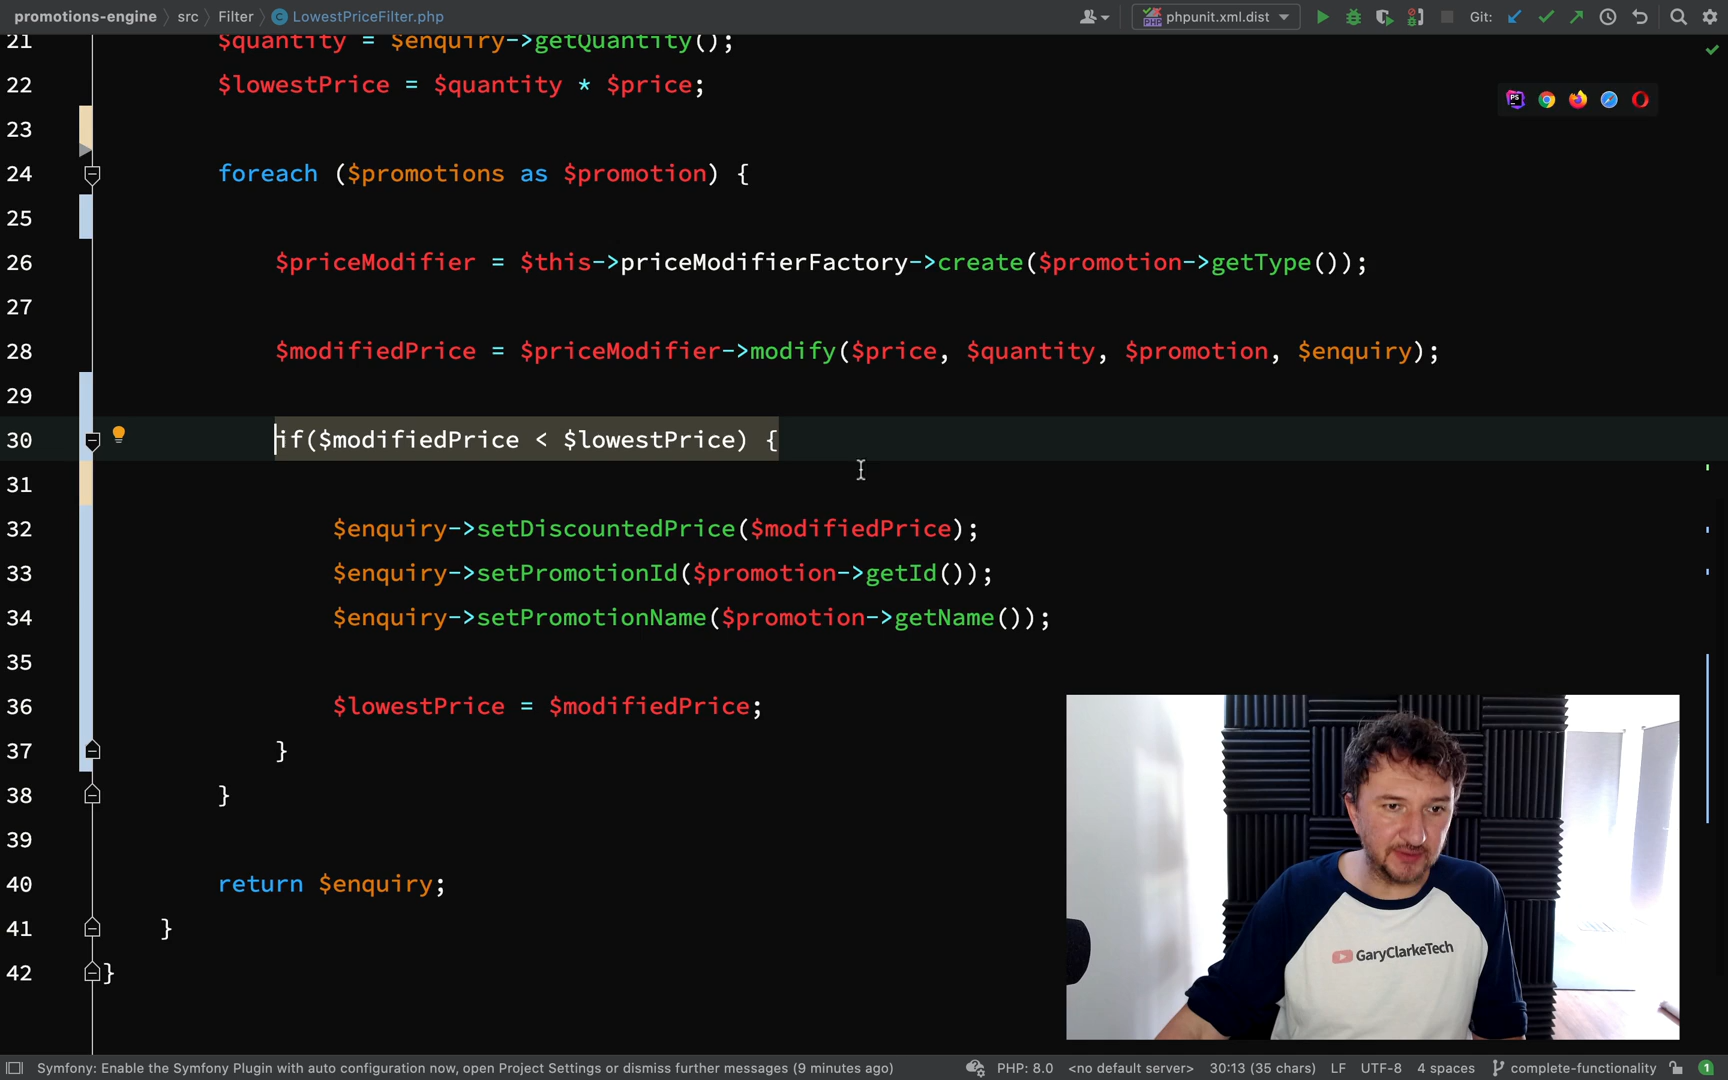 promotions-engine src Filter LowestPriceFilter.php phpunit.xml.dist Git:
21 $quantity = $enquiry->getQuantity();
22 $lowestPrice = $quantity * $price;
23
24 foreach ($promotions as $promotion) {
25
26 $priceModifier = $this->priceModifierFactory->create($promotion->getType());
27
28 $modifiedPrice = $priceModifier->modify($price, $quantity, $promotion, $enquiry);
29
30 if($modifiedPrice < $lowestPrice) {
31
32 $enquiry->setDiscountedPrice($modifiedPrice);
33 $enquiry->setPromotionId($promotion->getId());
34 $enquiry->setPromotionName($promotion->getName());
35
36 $lowestPrice = $modifiedPrice;
37 }
38 }
39
40 return $enquiry;
41 }
42 }
GaryClarkeTech
Symfony: Enable the Symfony Plugin with auto configuration now, open Project Settings or dismiss further messages (9 minutes ago) PHP: 8.0 <no default server> 30:13 (35 chars) LF UTF-8 4 spaces complete-functionality 1